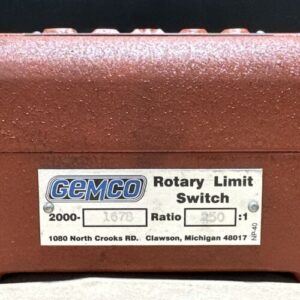 GEMCO Rotary Limit
Switch
2000- 1678 Ratio 250 :1
1080 North Crooks RD. Clawson, Michigan 48017
NP-40